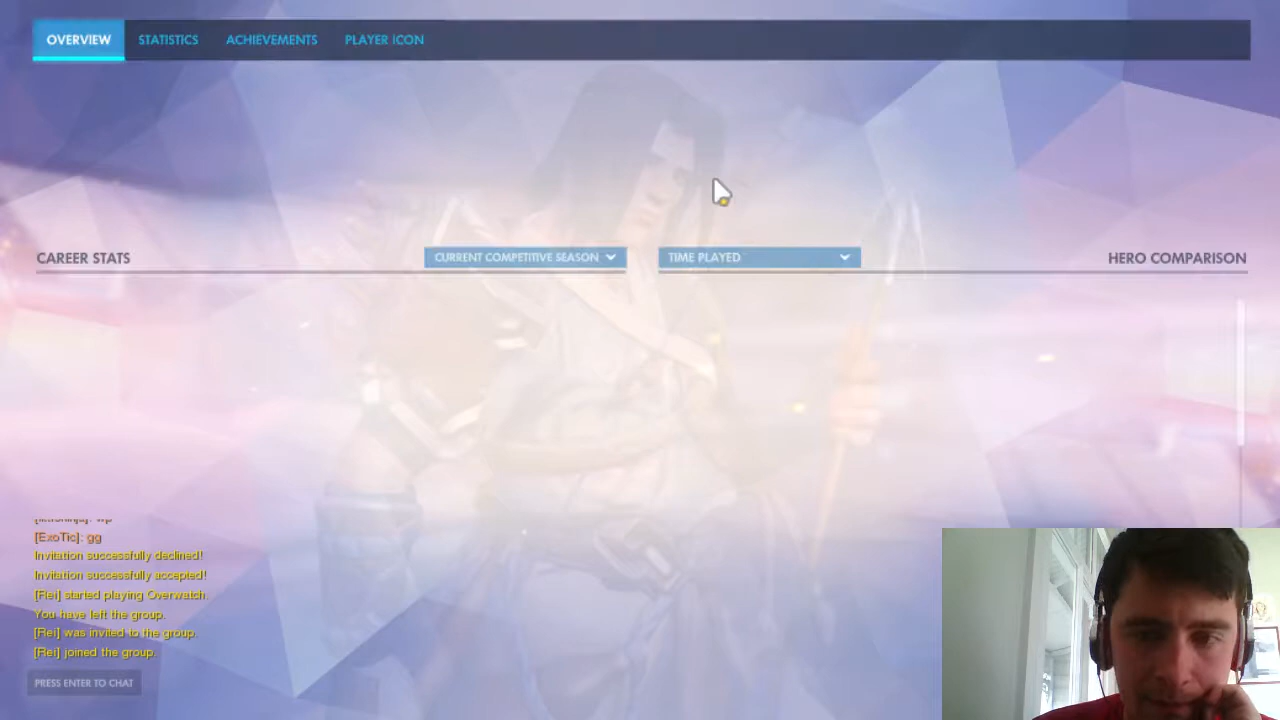 OVERVIEW STATISTICS ACHIEVEMENTS PLAYER ICON
CAREER STATS CURRENT COMPETITIVE SEASON TIME PLAYED HERO COMPARISON
[ExoTic]: gg
Invitation successfully declined!
Invitation successfully accepted!
[Rei] started playing Overwatch.
You have left the group.
[Rei] was invited to the group.
[Rei] joined the group.
PRESS ENTER TO CHAT